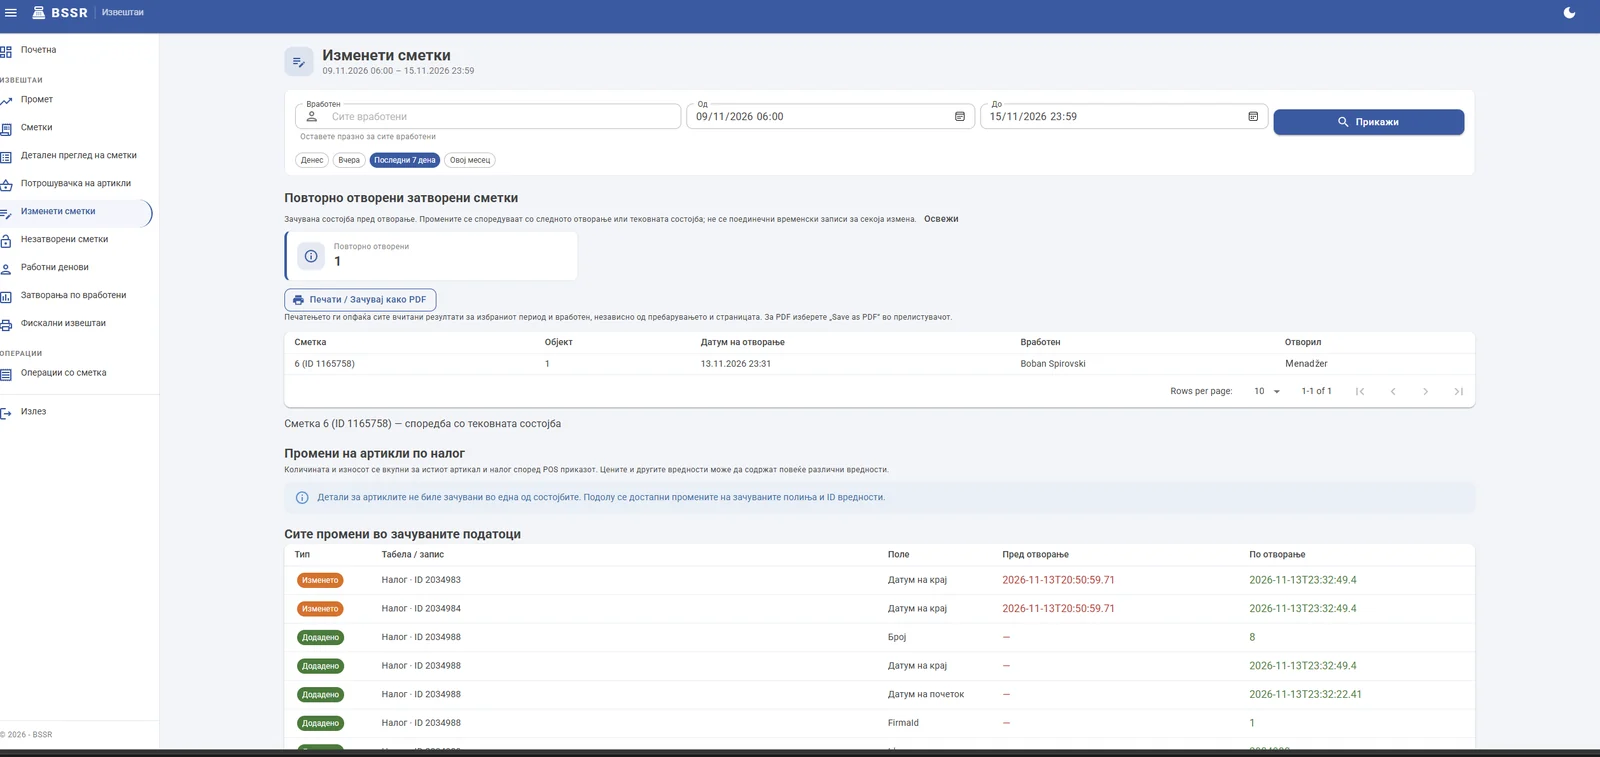 BSSR Извештаи
Почетна
ИЗВЕШТАИ
Промет
Сметки
Детален преглед на сметки
Потрошувачка на артикли
Изменети сметки
Незатворени сметки
Работни денови
Затворања по вработени
Фискални извештаи
ОПЕРАЦИИ
Операции со сметка
Излез
© 2026 - BSSR
Изменети сметки
09.11.2026 06:00 – 15.11.2026 23:59
Вработен
Сите вработени
Оставете празно за сите вработени
Од
09/11/2026 06:00
До
15/11/2026 23:59
Прикажи
Денес Вчера Последни 7 дена Овој месец
Повторно отворени затворени сметки
Зачувана состојба пред отворање. Промените се споредуваат со следното отворање или тековната состојба; не се поединечни временски записи за секоја измена. Освежи
Повторно отворени
1
Печати / Зачувај како PDF
Печатењето ги опфаќа сите вчитани резултати за избраниот период и вработен, независно од пребарувањето и страницата. За PDF изберете „Save as PDF“ во прелистувачот.
Сметка Објект Датум на отворање Вработен Отворил
6 (ID 1165758) 1 13.11.2026 23:31 Boban Spirovski Menadžer
Rows per page: 10 1-1 of 1
Сметка 6 (ID 1165758) — споредба со тековната состојба
Промени на артикли по налог
Количината и износот се вкупни за истиот артикал и налог според POS приказот. Цените и другите вредности може да содржат повеќе различни вредности.
Детали за артиклите не биле зачувани во една од состојбите. Подолу се достапни промените на зачуваните полиња и ID вредности.
Сите промени во зачуваните податоци
Тип Табела / запис Поле Пред отворање По отворање
Изменето Налог · ID 2034983 Датум на крај 2026-11-13T20:50:59.71 2026-11-13T23:32:49.4
Изменето Налог · ID 2034984 Датум на крај 2026-11-13T20:50:59.71 2026-11-13T23:32:49.4
Додадено Налог · ID 2034988 Број — 8
Додадено Налог · ID 2034988 Датум на крај — 2026-11-13T23:32:49.4
Додадено Налог · ID 2034988 Датум на почеток — 2026-11-13T23:32:22.41
Додадено Налог · ID 2034988 FirmaId — 1